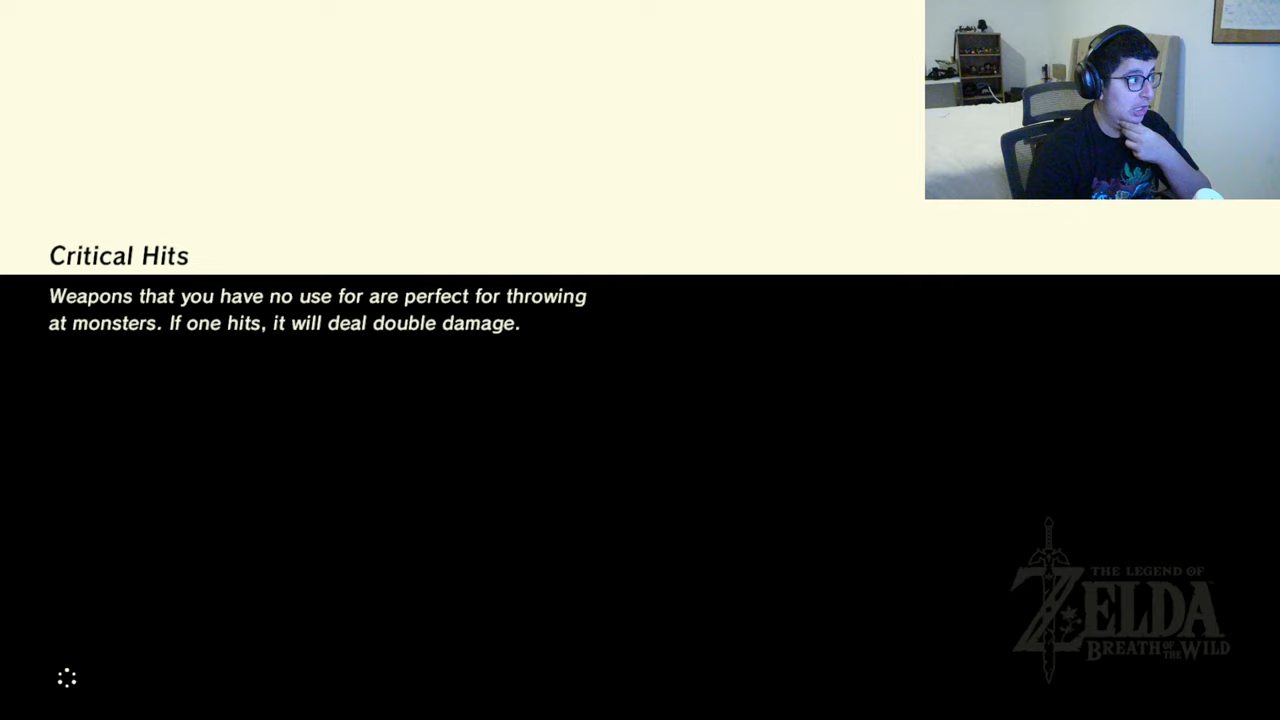 Critical Hits
Weapons that you have no use for are perfect for throwing
at monsters. If one hits, it will deal double damage.
THE LEGEND OF
ZELDA
BREATH OF THE WILD